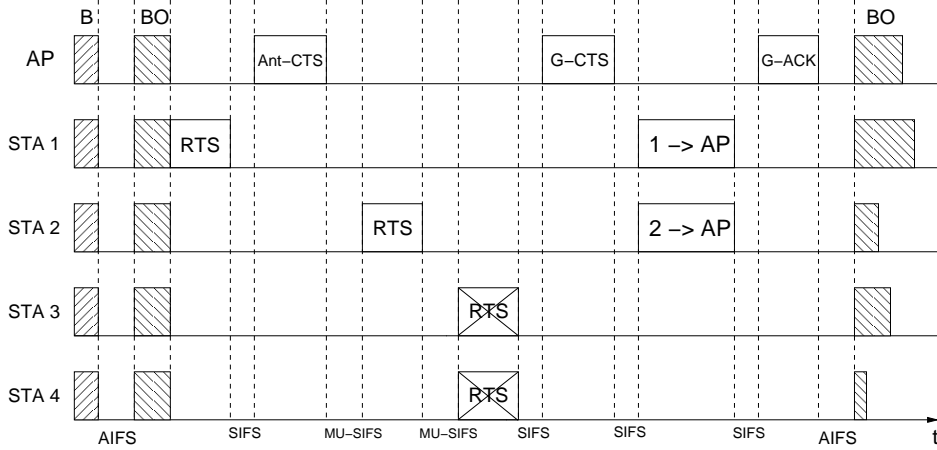 B BO BO
AP Ant−CTS G−CTS G−ACK
STA 1 RTS 1 −> AP
STA 2 RTS 2 −> AP
STA 3 RTS
STA 4 RTS
AIFS SIFS MU−SIFS MU−SIFS SIFS SIFS SIFS AIFS t